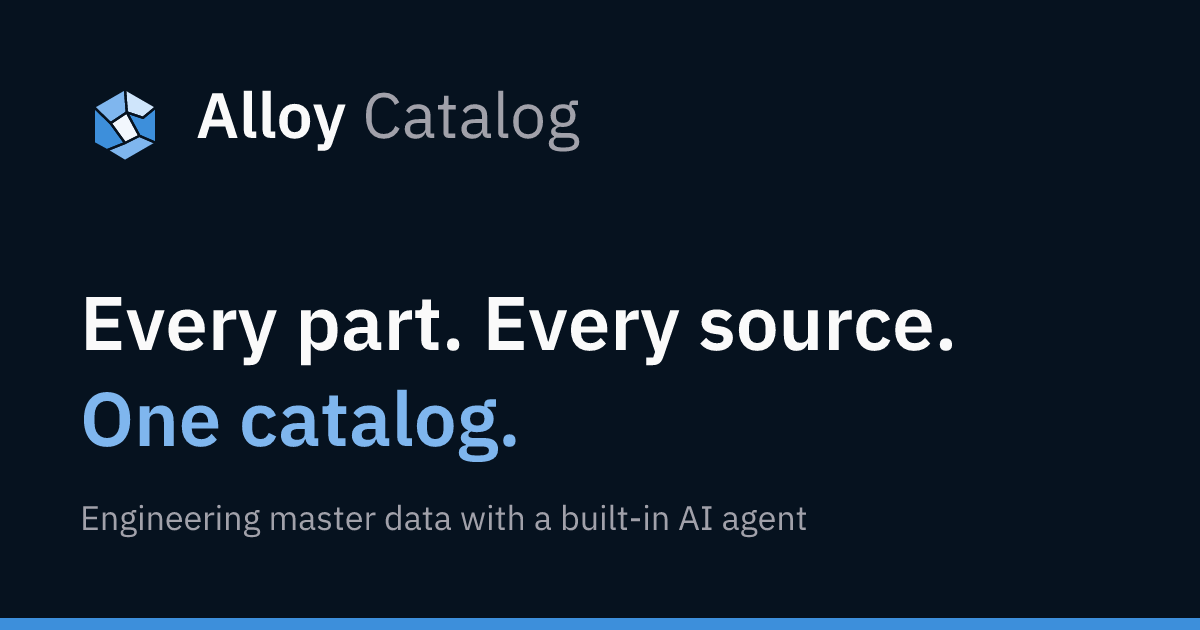 Alloy Catalog
Every part. Every source.
One catalog.
Engineering master data with a built-in AI agent